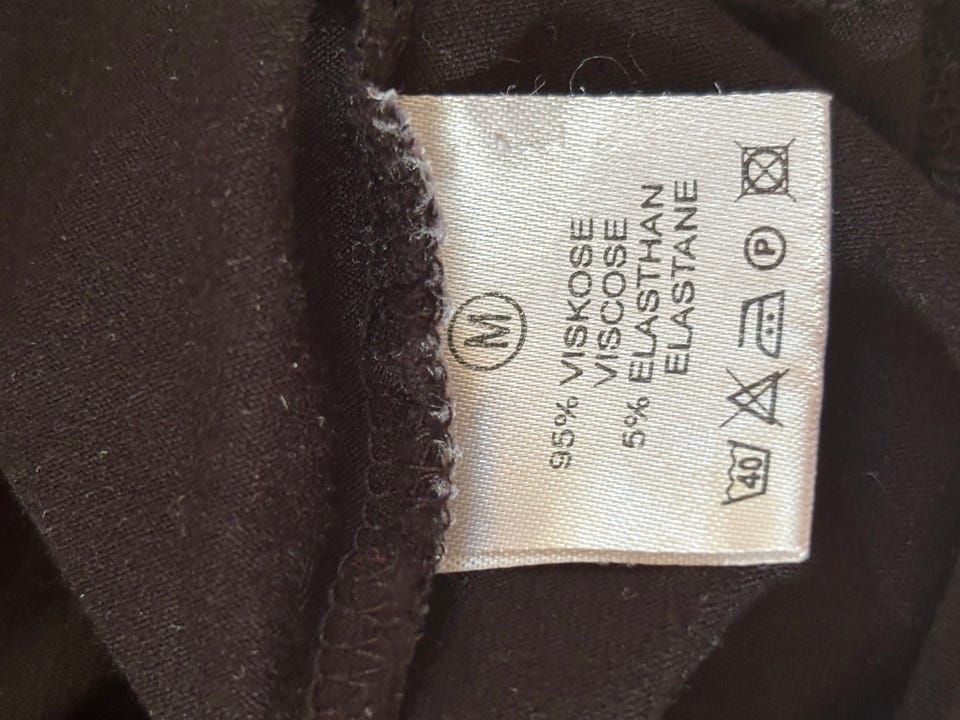 M
95% VISKOSE
VISCOSE
5% ELASTHAN
ELASTANE
40 P